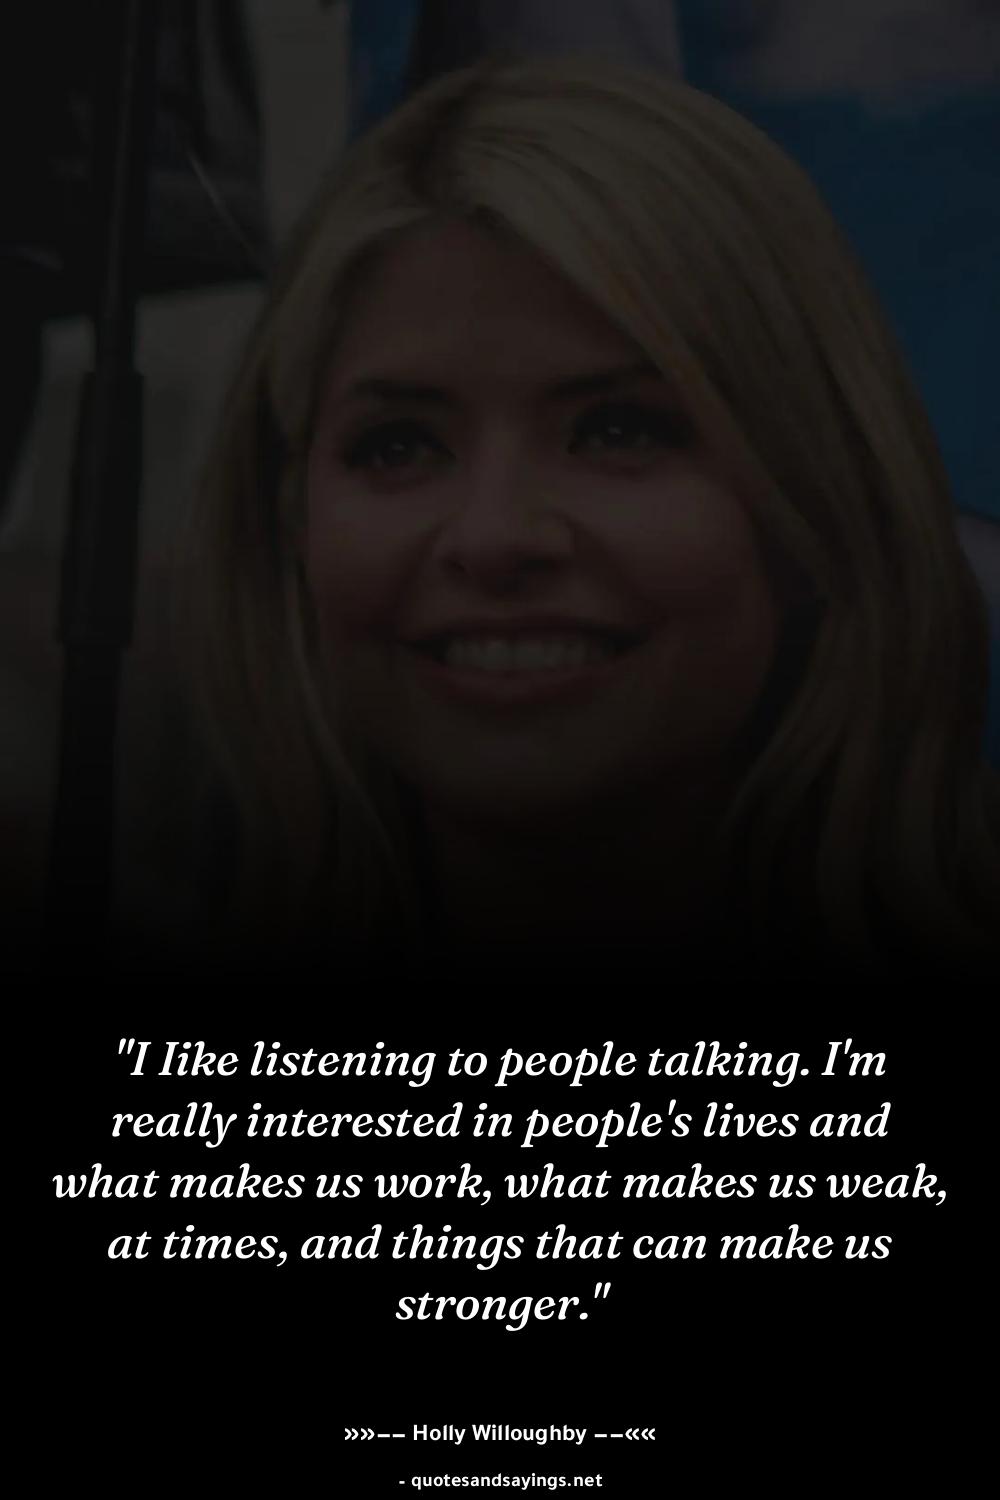 "I Iike listening to people talking. I'm
really interested in people's lives and
what makes us work, what makes us weak,
at times, and things that can make us
stronger."
»»−− Holly Willoughby −−««
- quotesandsayings.net